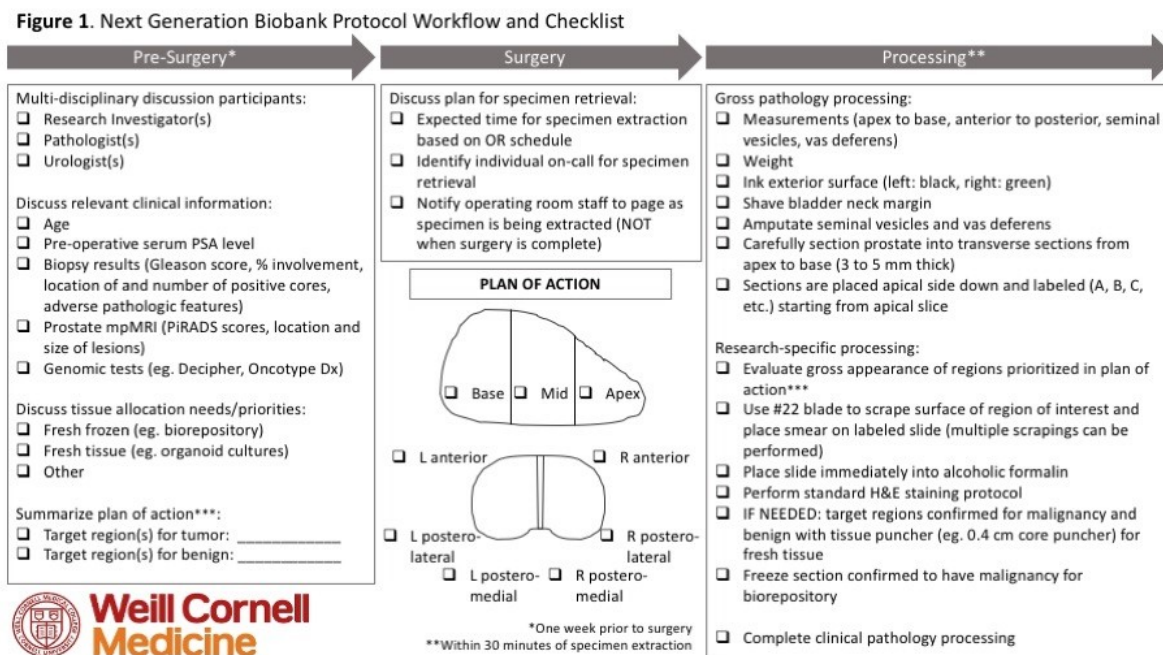 Figure 1. Next Generation Biobank Protocol Workflow and Checklist
Pre-Surgery*
Multi-disciplinary discussion participants:
Research Investigator(s)
Pathologist(s)
Urologist(s)
Discuss relevant clinical information:
Age
Pre-operative serum PSA level
Biopsy results (Gleason score, % involvement,
location of and number of positive cores,
adverse pathologic features)
Prostate mpMRI (PiRADS scores, location and
size of lesions)
Genomic tests (eg. Decipher, Oncotype Dx)
Discuss tissue allocation needs/priorities:
Fresh frozen (eg. biorepository)
Fresh tissue (eg. organoid cultures)
Other
Summarize plan of action***:
Target region(s) for tumor: ____________
Target region(s) for benign: ____________
Weill Cornell
Medicine
Surgery
Discuss plan for specimen retrieval:
Expected time for specimen extraction
based on OR schedule
Identify individual on-call for specimen
retrieval
Notify operating room staff to page as
specimen is being extracted (NOT
when surgery is complete)
PLAN OF ACTION
Base Mid Apex
L anterior R anterior
L postero-
lateral
R postero-
lateral
L postero-
medial
R postero-
medial
*One week prior to surgery
**Within 30 minutes of specimen extraction
Processing**
Gross pathology processing:
Measurements (apex to base, anterior to posterior, seminal
vesicles, vas deferens)
Weight
Ink exterior surface (left: black, right: green)
Shave bladder neck margin
Amputate seminal vesicles and vas deferens
Carefully section prostate into transverse sections from
apex to base (3 to 5 mm thick)
Sections are placed apical side down and labeled (A, B, C,
etc.) starting from apical slice
Research-specific processing:
Evaluate gross appearance of regions prioritized in plan of
action***
Use #22 blade to scrape surface of region of interest and
place smear on labeled slide (multiple scrapings can be
performed)
Place slide immediately into alcoholic formalin
Perform standard H&E staining protocol
IF NEEDED: target regions confirmed for malignancy and
benign with tissue puncher (eg. 0.4 cm core puncher) for
fresh tissue
Freeze section confirmed to have malignancy for
biorepository
Complete clinical pathology processing